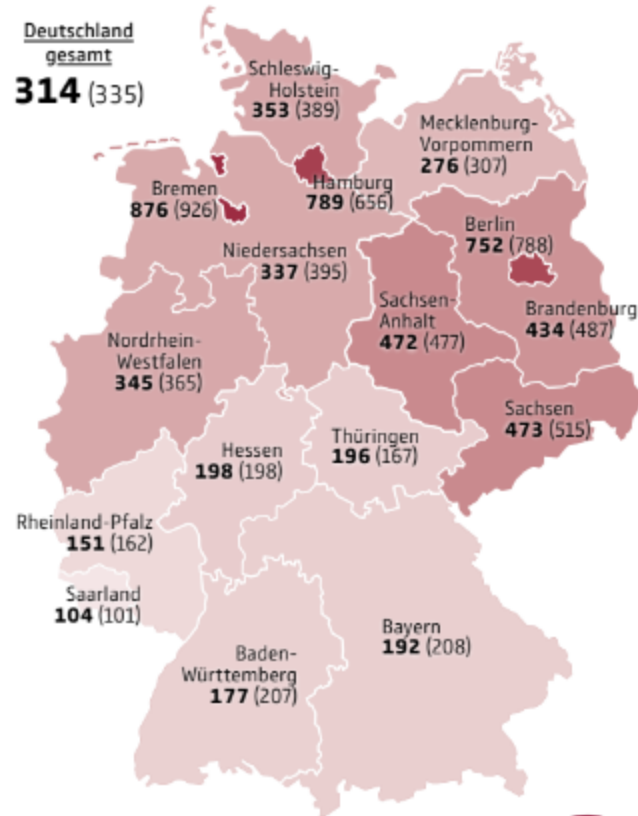 Deutschland
gesamt
314 (335)
Schleswig-
Holstein
353 (389)
Mecklenburg-
Vorpommern
276 (307)
Hamburg
789 (656)
Bremen
876 (926)
Berlin
752 (788)
Niedersachsen
337 (395)
Sachsen-
Anhalt
472 (477)
Brandenburg
434 (487)
Nordrhein-
Westfalen
345 (365)
Sachsen
473 (515)
Hessen
198 (198)
Thüringen
196 (167)
Rheinland-Pfalz
151 (162)
Saarland
104 (101)
Bayern
192 (208)
Baden-
Württemberg
177 (207)